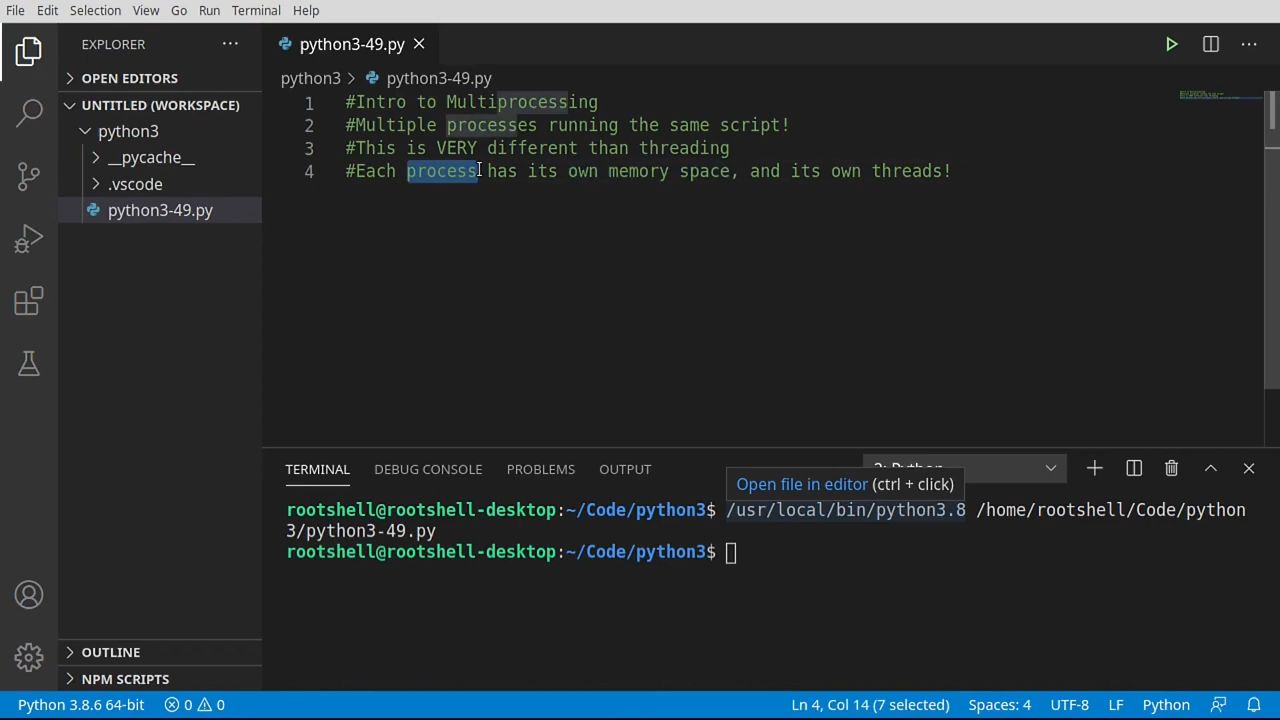 File Edit Selection View Go Run Terminal Help
EXPLORER
OPEN EDITORS
UNTITLED (WORKSPACE)
python3
__pycache__
.vscode
python3-49.py
OUTLINE
NPM SCRIPTS
python3-49.py
python3 > python3-49.py
1 #Intro to Multiprocessing
2 #Multiple processes running the same script!
3 #This is VERY different than threading
4 #Each process has its own memory space, and its own threads!
TERMINAL DEBUG CONSOLE PROBLEMS OUTPUT 2: Python
Open file in editor (ctrl + click)
rootshell@rootshell-desktop:~/Code/python3$ /usr/local/bin/python3.8 /home/rootshell/Code/python
3/python3-49.py
rootshell@rootshell-desktop:~/Code/python3$
Python 3.8.6 64-bit 0 0 Ln 4, Col 14 (7 selected) Spaces: 4 UTF-8 LF Python